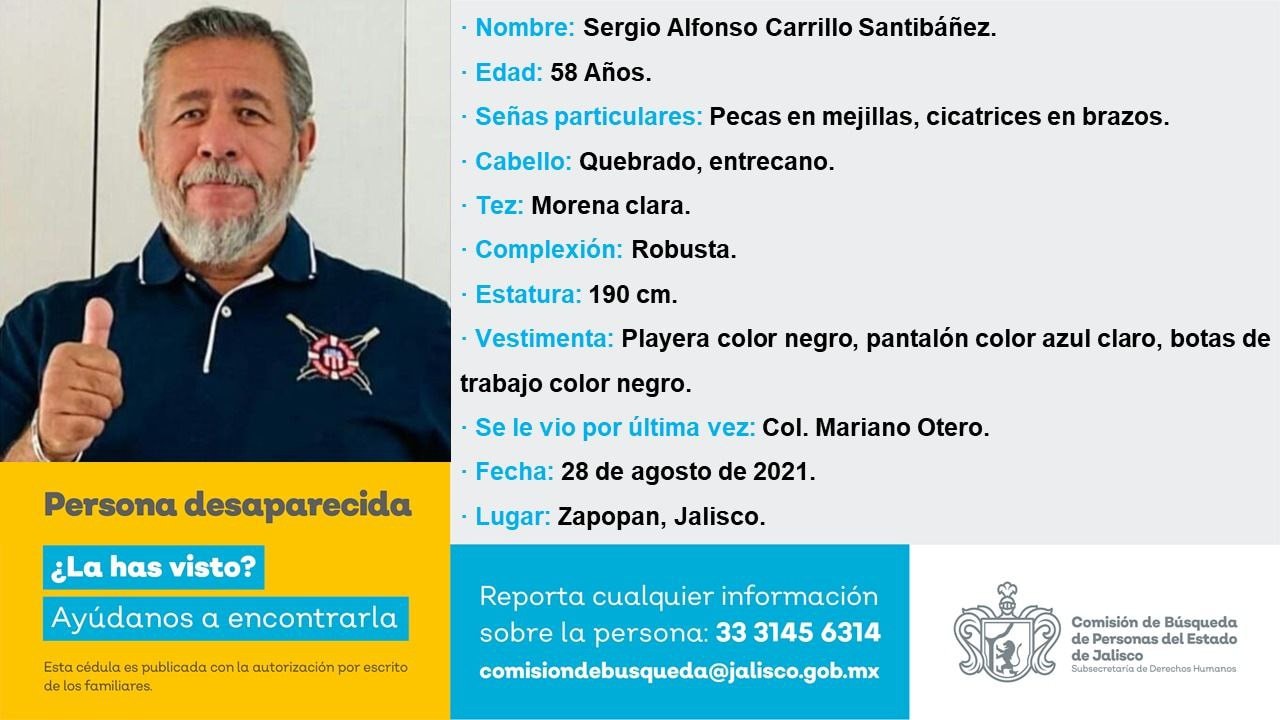 · Nombre: Sergio Alfonso Carrillo Santibáñez.
· Edad: 58 Años.
· Señas particulares: Pecas en mejillas, cicatrices en brazos.
· Cabello: Quebrado, entrecano.
· Tez: Morena clara.
· Complexión: Robusta.
· Estatura: 190 cm.
· Vestimenta: Playera color negro, pantalón color azul claro, botas de
trabajo color negro.
· Se le vio por última vez: Col. Mariano Otero.
· Fecha: 28 de agosto de 2021.
· Lugar: Zapopan, Jalisco.
Persona desaparecida
¿La has visto?
Ayúdanos a encontrarla
Esta cédula es publicada con la autorización por escrito
de los familiares.
Reporta cualquier información
sobre la persona: 33 3145 6314
comisiondebusqueda@jalisco.gob.mx
Comisión de Búsqueda
de Personas del Estado
de Jalisco
Subsecretaría de Derechos Humanos